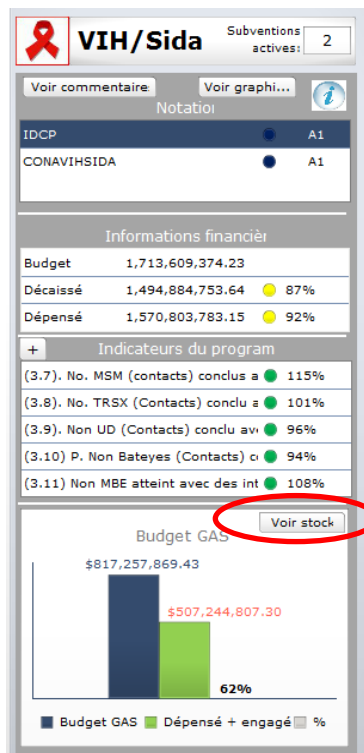 VIH/Sida
Subventions
actives: 2
Voir commentaire
Voir graphi...
Notation
IDCP A1
CONAVIHSIDA A1
Informations financièr
Budget 1,713,609,374.23
Décaissé 1,494,884,753.64 87%
Dépensé 1,570,803,783.15 92%
+ Indicateurs du program
(3.7). No. MSM (contacts) conclus a 115%
(3.8). No. TRSX (Contacts) conclu a 101%
(3.9). Non UD (Contacts) conclu ave 96%
(3.10) P. Non Bateyes (Contacts) co 94%
(3.11) Non MBE atteint avec des int 108%
Voir stock
Budget GAS
$817,257,869.43
$507,244,807.30
62%
Budget GAS Dépensé + engagé %